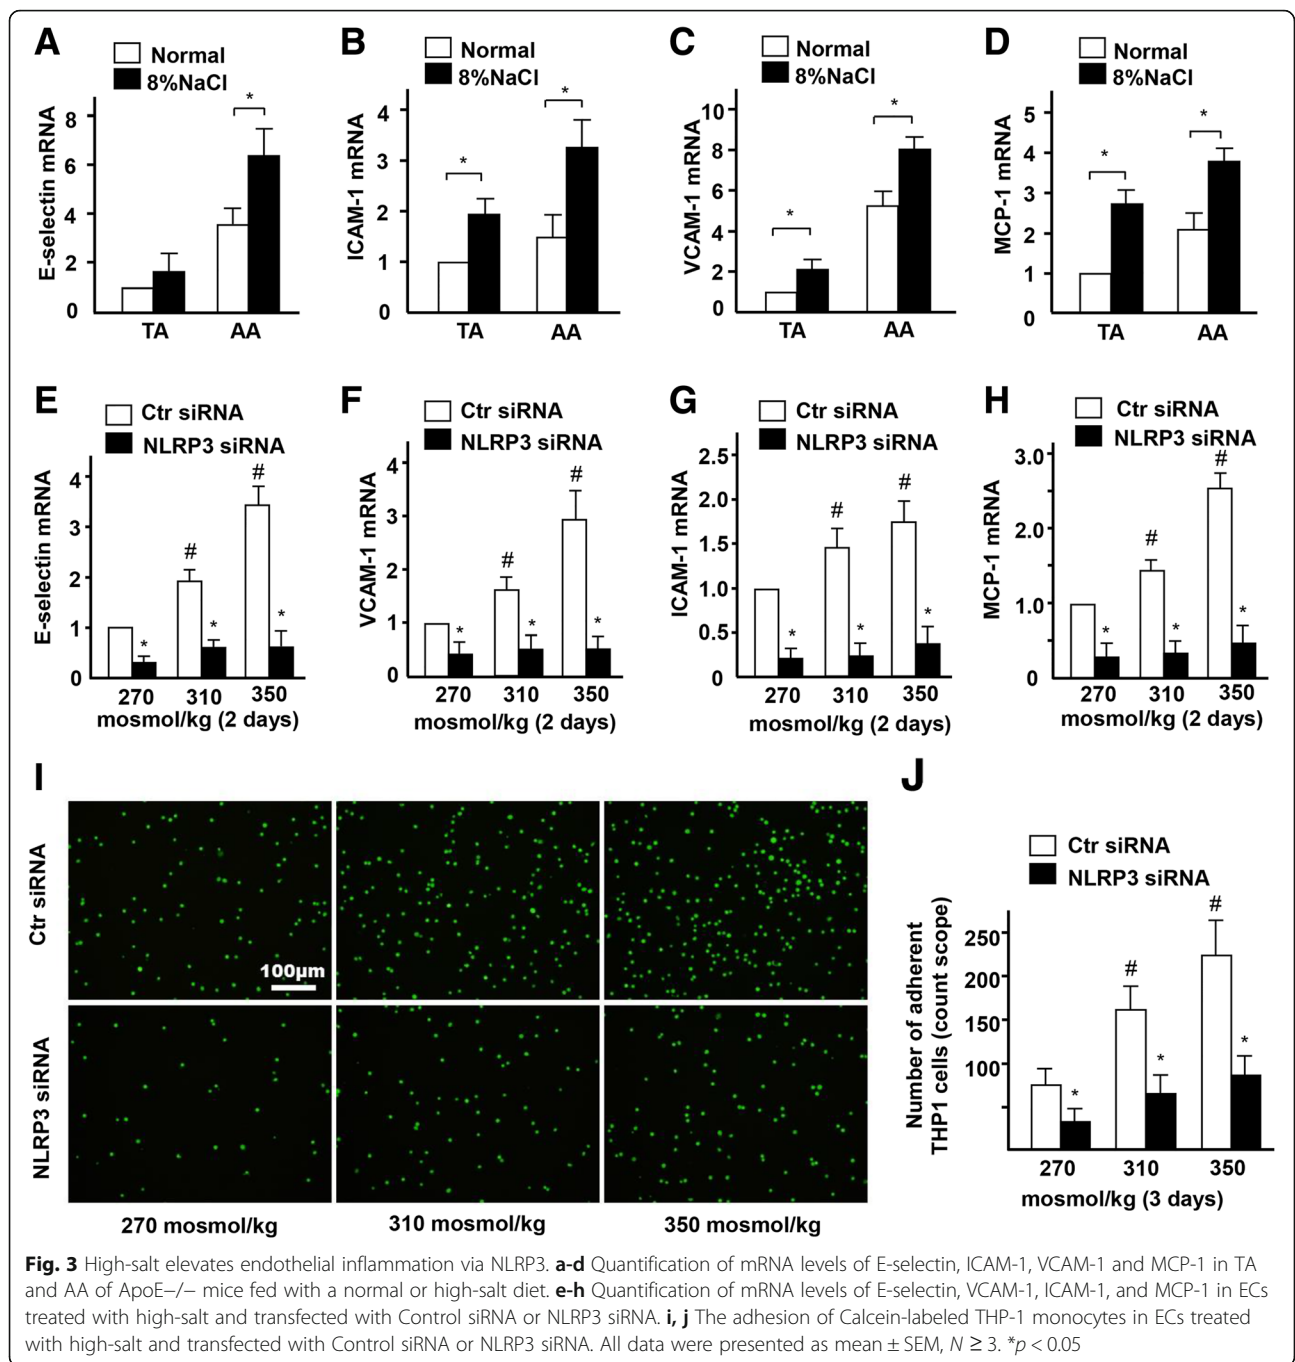 A
Normal
8%NaCl
E-selectin mRNA
8
6
4
2
0
*
TA
AA
B
Normal
8%NaCl
ICAM-1 mRNA
4
3
2
1
0
*
*
TA
AA
C
Normal
8%NaCl
VCAM-1 mRNA
10
8
6
4
2
0
*
*
TA
AA
D
Normal
8%NaCl
MCP-1 mRNA
5
4
3
2
1
0
*
*
TA
AA
E
Ctr siRNA
NLRP3 siRNA
E-selectin mRNA
4
3
2
1
0
# # #
* * *
270 310 350
mosmol/kg (2 days)
F
Ctr siRNA
NLRP3 siRNA
VCAM-1 mRNA
4
3
2
1
0
# #
* * *
270 310 350
mosmol/kg (2 days)
G
Ctr siRNA
NLRP3 siRNA
ICAM-1 mRNA
2.5
2.0
1.5
1.0
0.5
0
# #
* * *
270 310 350
mosmol/kg (2 days)
H
Ctr siRNA
NLRP3 siRNA
MCP-1 mRNA
3.0
2.0
1.0
0
# #
* * *
270 310 350
mosmol/kg (2 days)
I
Ctr siRNA
100μm
NLRP3 siRNA
270 mosmol/kg
310 mosmol/kg
350 mosmol/kg
J
Ctr siRNA
NLRP3 siRNA
Number of adherent
THP1 cells (count scope)
250
200
150
100
# #
* * *
270 310 350
mosmol/kg (3 days)
Fig. 3 High-salt elevates endothelial inflammation via NLRP3. a-d Quantification of mRNA levels of E-selectin, ICAM-1, VCAM-1 and MCP-1 in TA
and AA of ApoE−/− mice fed with a normal or high-salt diet. e-h Quantification of mRNA levels of E-selectin, VCAM-1, ICAM-1, and MCP-1 in ECs
treated with high-salt and transfected with Control siRNA or NLRP3 siRNA. i, j The adhesion of Calcein-labeled THP-1 monocytes in ECs treated
with high-salt and transfected with Control siRNA or NLRP3 siRNA. All data were presented as mean ± SEM, N ≥ 3. *p < 0.05